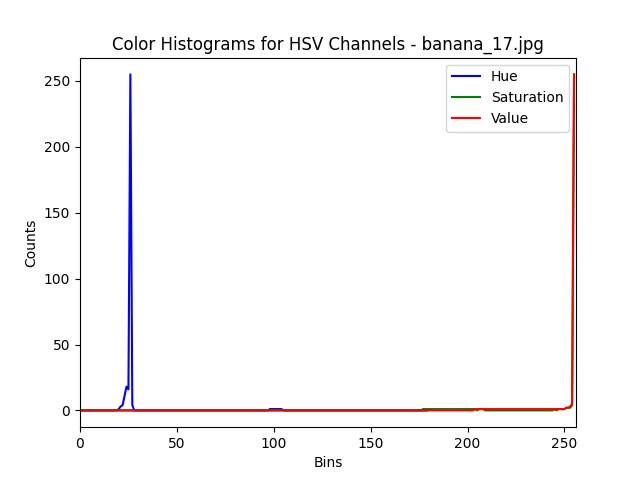 Color Histograms for HSV Channels - banana_17.jpg
Hue
Saturation
Value
Counts
250
200
150
100
50
0
0 50 100 150 200 250
Bins